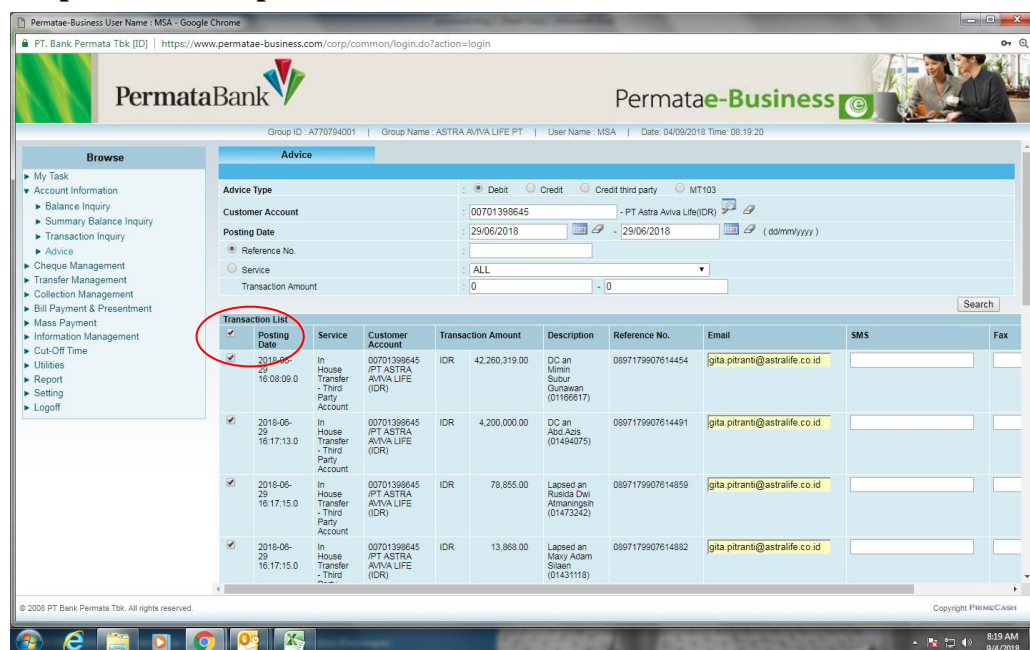 Permatae-Business User Name : MSA - Google Chrome
PT. Bank Permata Tbk [ID] | https://www.permatae-business.com/corp/common/login.do?action=login
PermataBank
Permatae-Business
Group ID : A770794001 | Group Name : ASTRA AVIVA LIFE PT | User Name : MSA | Date: 04/09/2018 Time: 08:19:20
Browse
My Task
Account Information
Balance Inquiry
Summary Balance Inquiry
Transaction Inquiry
Advice
Cheque Management
Transfer Management
Collection Management
Bill Payment & Presentment
Mass Payment
Information Management
Cut-Off Time
Utilities
Report
Setting
Logoff
Advice
Advice Type : Debit Credit Credit third party MT103
Customer Account : 00701398645 - PT Astra Aviva Life(IDR)
Posting Date : 29/06/2018 - 29/06/2018 ( dd/mm/yyyy )
Reference No. :
Service : ALL
Transaction Amount : 0 - 0
Search
Transaction List
Posting Date Service Customer Account Transaction Amount Description Reference No. Email SMS Fax
2018-06-29 16:08:09.0 In House Transfer - Third Party Account 00701398645 /PT ASTRA AVIVA LIFE (IDR) IDR 42,260,319.00 DC an Mimin Subur Gunawan (01166617) 0897179907614454 gita.pitranti@astralife.co.id
2018-06-29 16:17:13.0 In House Transfer - Third Party Account 00701398645 /PT ASTRA AVIVA LIFE (IDR) IDR 4,200,000.00 DC an Abd.Azis (01494075) 0897179907614491 gita.pitranti@astralife.co.id
2018-06-29 16:17:15.0 In House Transfer - Third Party Account 00701398645 /PT ASTRA AVIVA LIFE (IDR) IDR 78,855.00 Lapsed an Rusida Dwi Atmaningsih (01473242) 0897179907614859 gita.pitranti@astralife.co.id
2018-06-29 16:17:15.0 In House Transfer - Third 00701398645 /PT ASTRA AVIVA LIFE (IDR) IDR 13,868.00 Lapsed an Maxy Adam Silaen (01431118) 0897179907614882 gita.pitranti@astralife.co.id
© 2008 PT Bank Permata Tbk. All rights reserved.
Copyright PRIMECASH
8:19 AM
9/4/2018